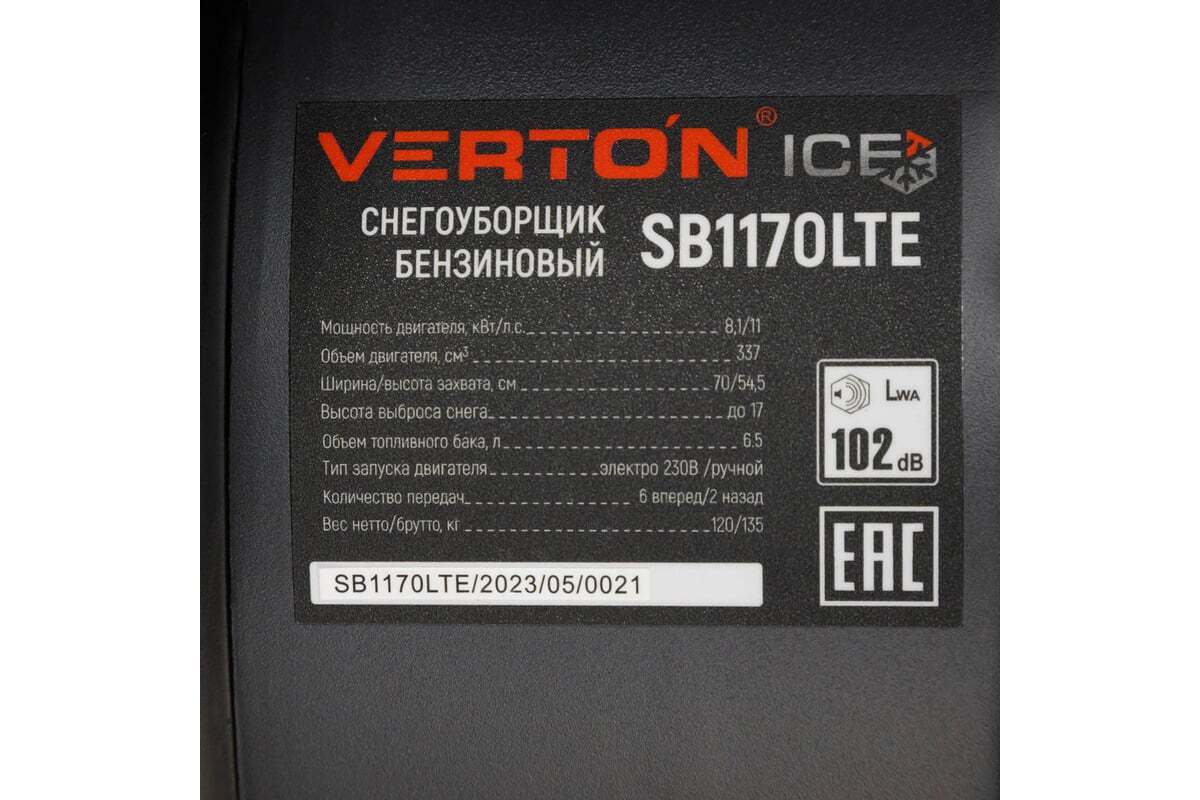 VERTÓN® ICE
СНЕГОУБОРЩИК
БЕНЗИНОВЫЙ
SB1170LTE
Мощность двигателя, кВт/л.с. 8,1/11
Объем двигателя, см³ 337
Ширина/высота захвата, см 70/54,5
Высота выброса снега до 17
Объем топливного бака, л 6.5
Тип запуска двигателя электро 230В /ручной
Количество передач 6 вперед/2 назад
Вес нетто/брутто, кг 120/135
LWA
102 dB
EAC
SB1170LTE/2023/05/0021